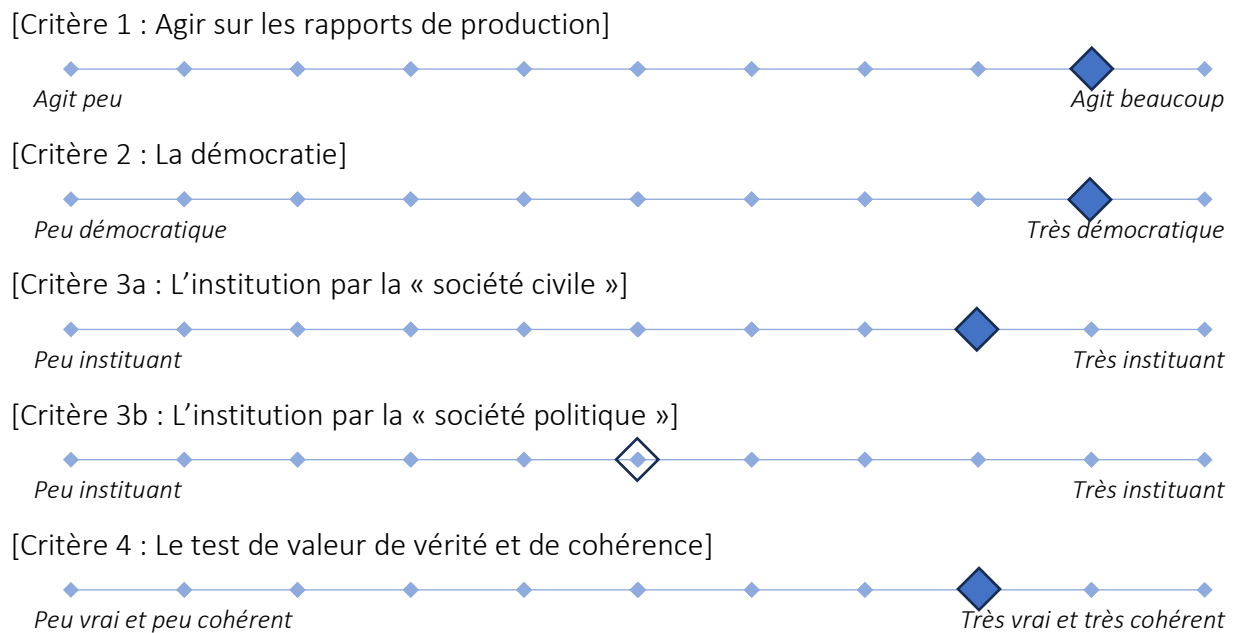 [Critère 1 : Agir sur les rapports de production]
Agit peu Agit beaucoup
[Critère 2 : La démocratie]
Peu démocratique Très démocratique
[Critère 3a : L’institution par la « société civile »]
Peu instituant Très instituant
[Critère 3b : L’institution par la « société politique »]
Peu instituant Très instituant
[Critère 4 : Le test de valeur de vérité et de cohérence]
Peu vrai et peu cohérent Très vrai et très cohérent